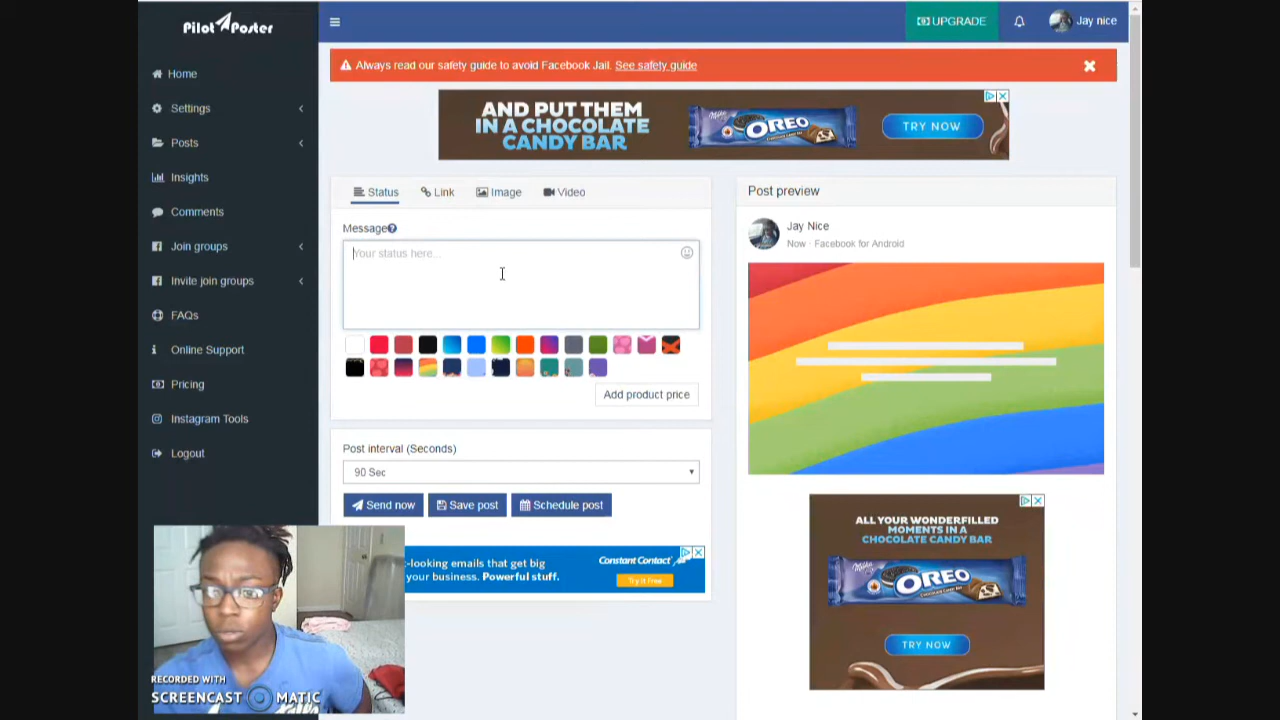 Pilot Poster
UPGRADE
Jay nice
Always read our safety guide to avoid Facebook Jail. See safety guide
Home
Settings
Posts
Insights
Comments
Join groups
Invite join groups
FAQs
Online Support
Pricing
Instagram Tools
Logout
AND PUT THEM
IN A CHOCOLATE
CANDY BAR
Milka
OREO
TRY NOW
Status
Link
Image
Video
Message
Your status here...
Add product price
Post interval (Seconds)
90 Sec
Send now
Save post
Schedule post
-looking emails that get big
your business. Powerful stuff.
Constant Contact
Try it Free
Post preview
Jay Nice
Now · Facebook for Android
ALL YOUR WONDERFILLED
MOMENTS IN A
CHOCOLATE CANDY BAR
Milka
OREO
TRY NOW
RECORDED WITH
SCREENCAST MATIC